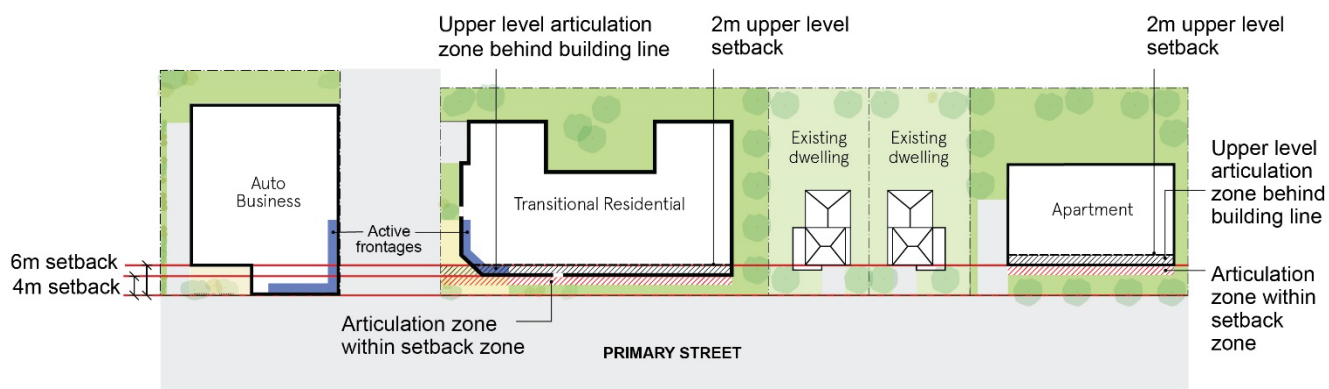 Upper level articulation
zone behind building line
2m upper level
setback
2m upper level
setback
Existing
dwelling
Existing
dwelling
Upper level
articulation
zone behind
building line
Auto
Business
Transitional Residential
Apartment
Active
frontages
6m setback
4m setback
Articulation
zone within
setback
zone
Articulation zone
within setback zone
PRIMARY STREET